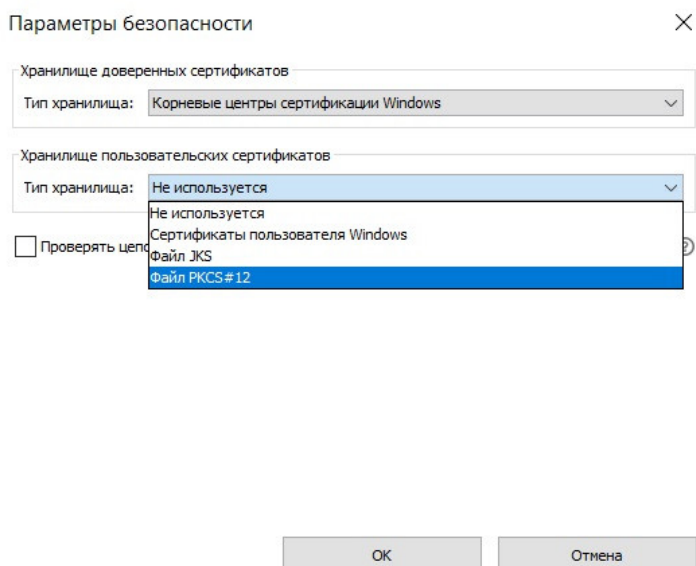 Параметры безопасности
Хранилище доверенных сертификатов
Тип хранилища: Корневые центры сертификации Windows
Хранилище пользовательских сертификатов
Тип хранилища: Не используется
Не используется
Сертификаты пользователя Windows
Проверять
Файл JKS
Файл PKCS#12
OK Отмена